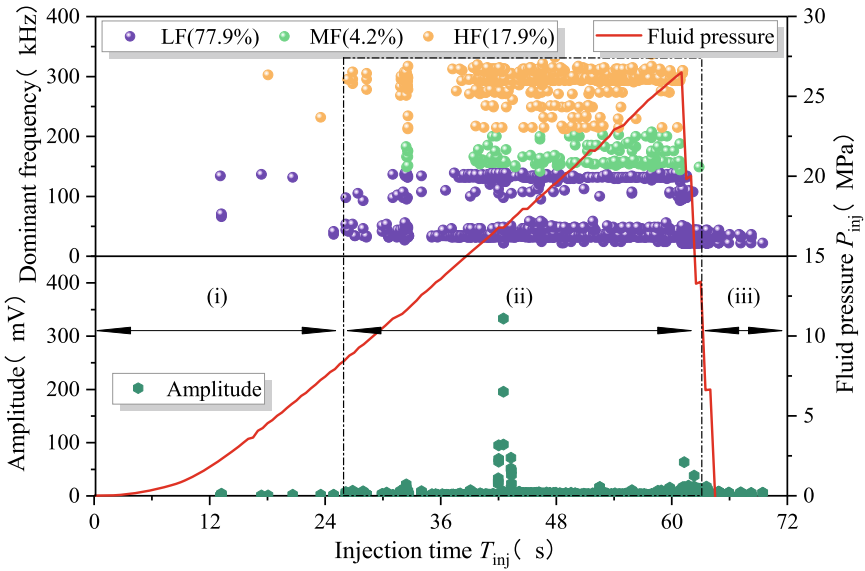 LF(77.9%) MF(4.2%) HF(17.9%) Fluid pressure
Dominant frequency( kHz)
400
300
200
100
0
Amplitude( mV)
400
300
200
100
0
(i) (ii) (iii)
Amplitude
30
25
20
15
10
5
0
Fluid pressure Pinj( MPa)
0 12 24 36 48 60 72
Injection time Tinj( s)